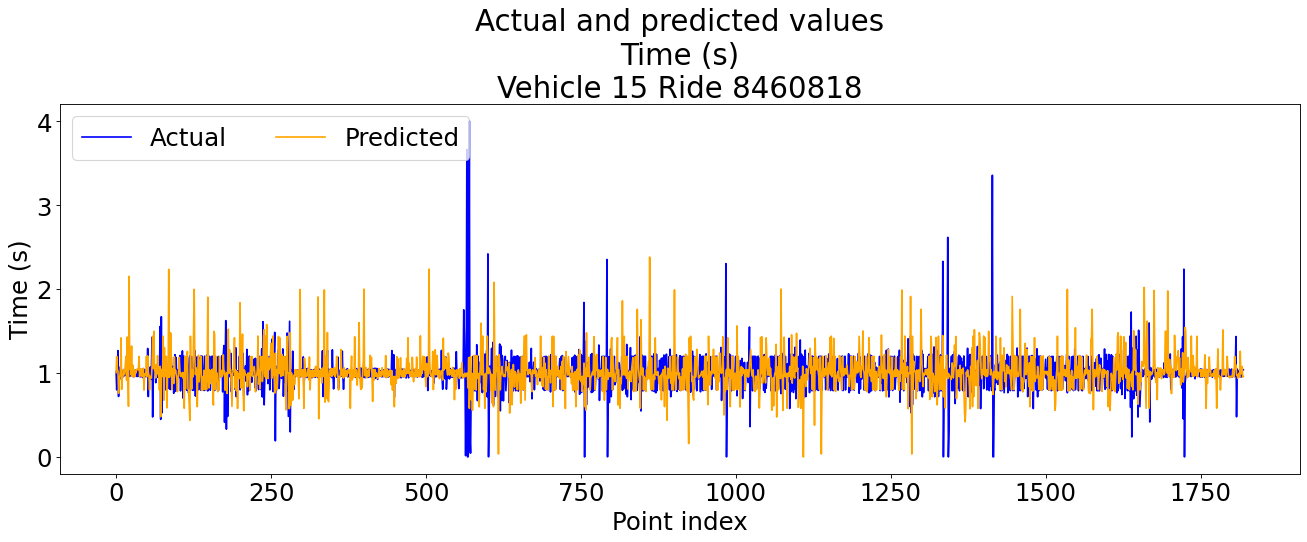 Actual and predicted values
Time (s)
Vehicle 15 Ride 8460818
Actual Predicted
4
3
2
1
0
Time (s)
0 250 500 750 1000 1250 1500 1750
Point index